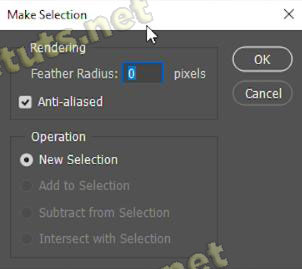 Make Selection
tuts.net
Rendering
OK
Feather Radius: 0 pixels
Anti-aliased
Cancel
Operation
New Selection
Add to Selection
Subtract from Selection
Intersect with Selection
.net